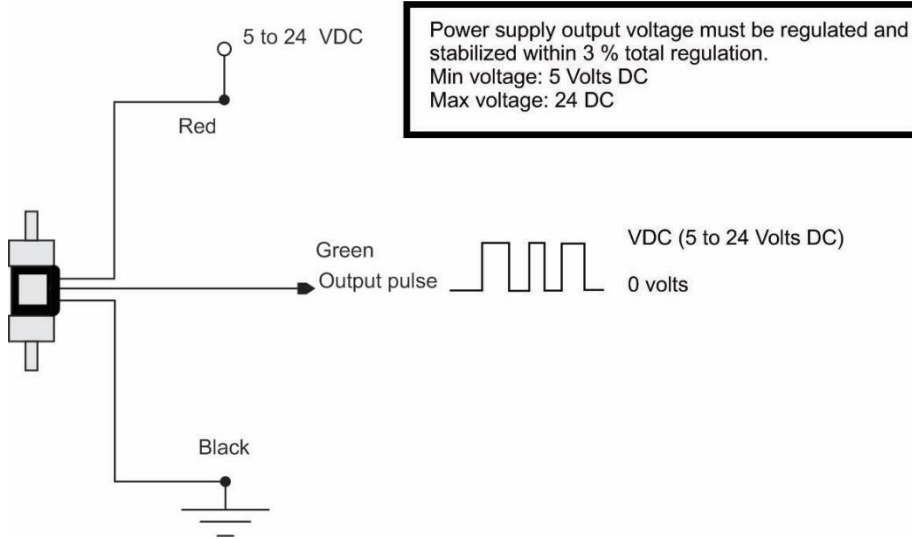 5 to 24 VDC
Power supply output voltage must be regulated and
stabilized within 3 % total regulation.
Min voltage: 5 Volts DC
Max voltage: 24 DC
Red
Green
Output pulse
VDC (5 to 24 Volts DC)
0 volts
Black